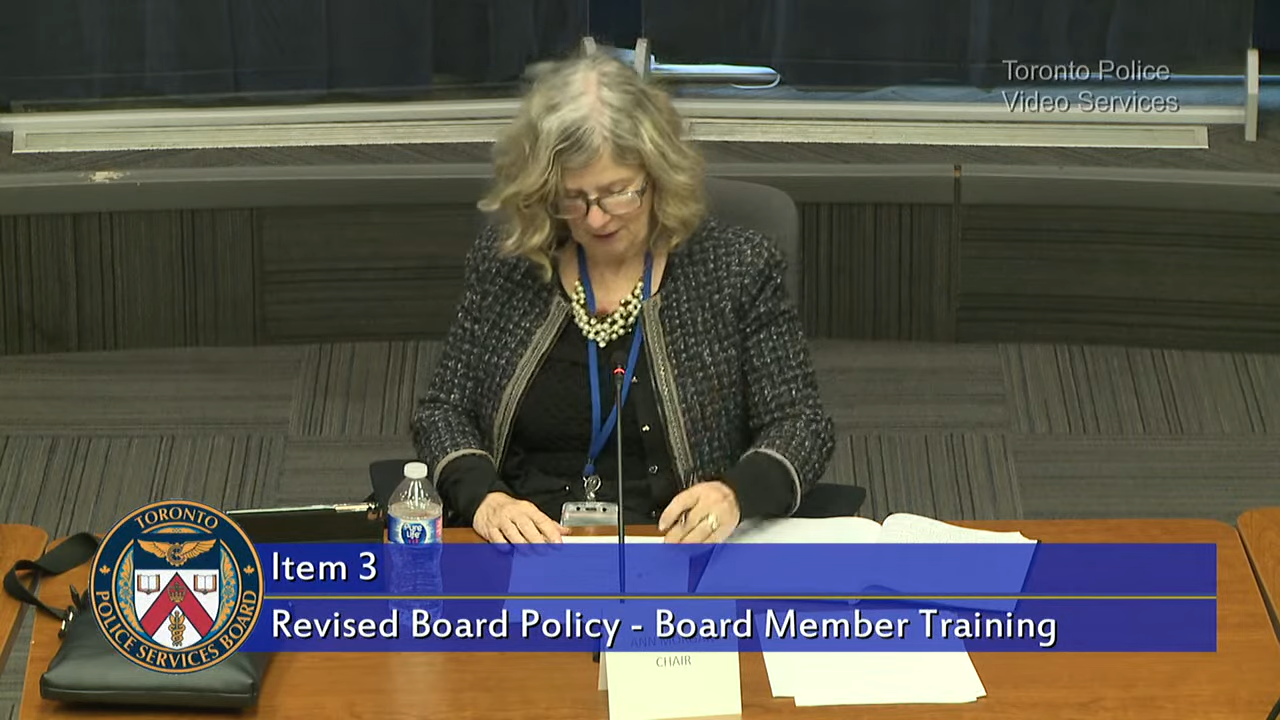 Toronto Police
Video Services
TORONTO
POLICE SERVICES BOARD
Item 3
Revised Board Policy - Board Member Training
CHAIR